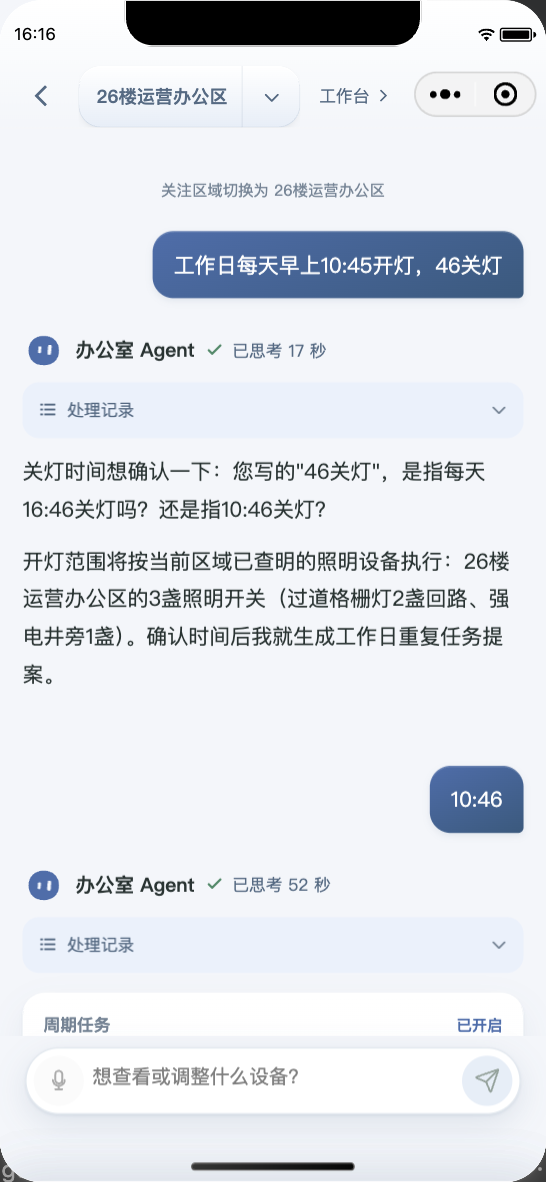 16:16
26楼运营办公区
工作台
关注区域切换为 26楼运营办公区
工作日每天早上10:45开灯，46关灯
办公室 Agent 已思考 17 秒
处理记录
关灯时间想确认一下：您写的"46关灯"，是指每天
16:46关灯吗？还是指10:46关灯？
开灯范围将按当前区域已查明的照明设备执行：26楼
运营办公区的3盏照明开关（过道格栅灯2盏回路、强
电井旁1盏）。确认时间后我就生成工作日重复任务提
案。
10:46
办公室 Agent 已思考 52 秒
处理记录
周期任务 已开启
想查看或调整什么设备?